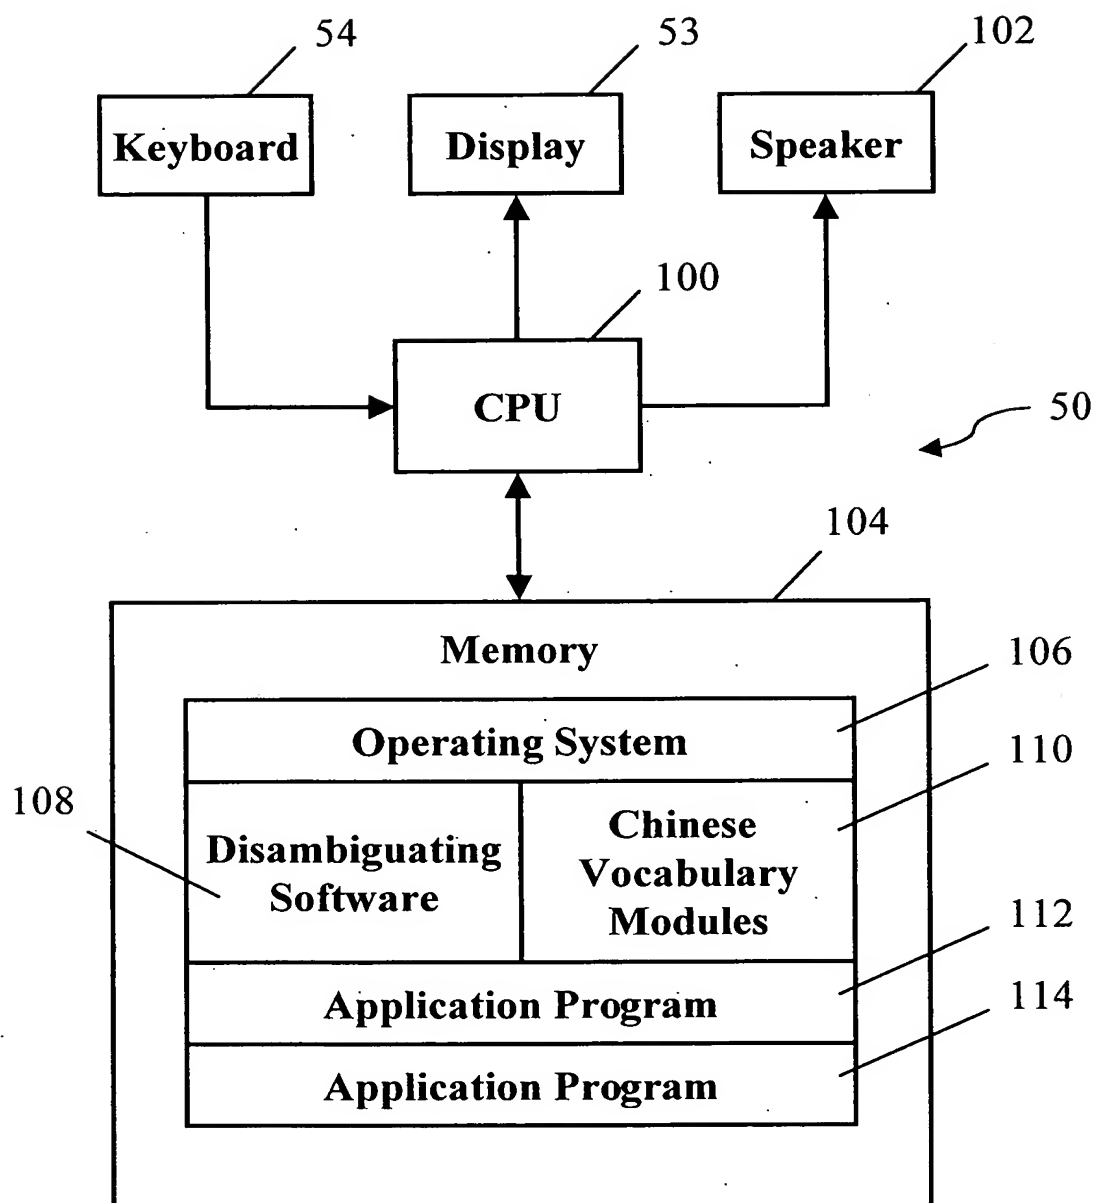 54
53
102
Keyboard
Display
Speaker
100
CPU
50
104
Memory
106
Operating System
110
108
Disambiguating
Software
Chinese
Vocabulary
Modules
112
Application Program
114
Application Program